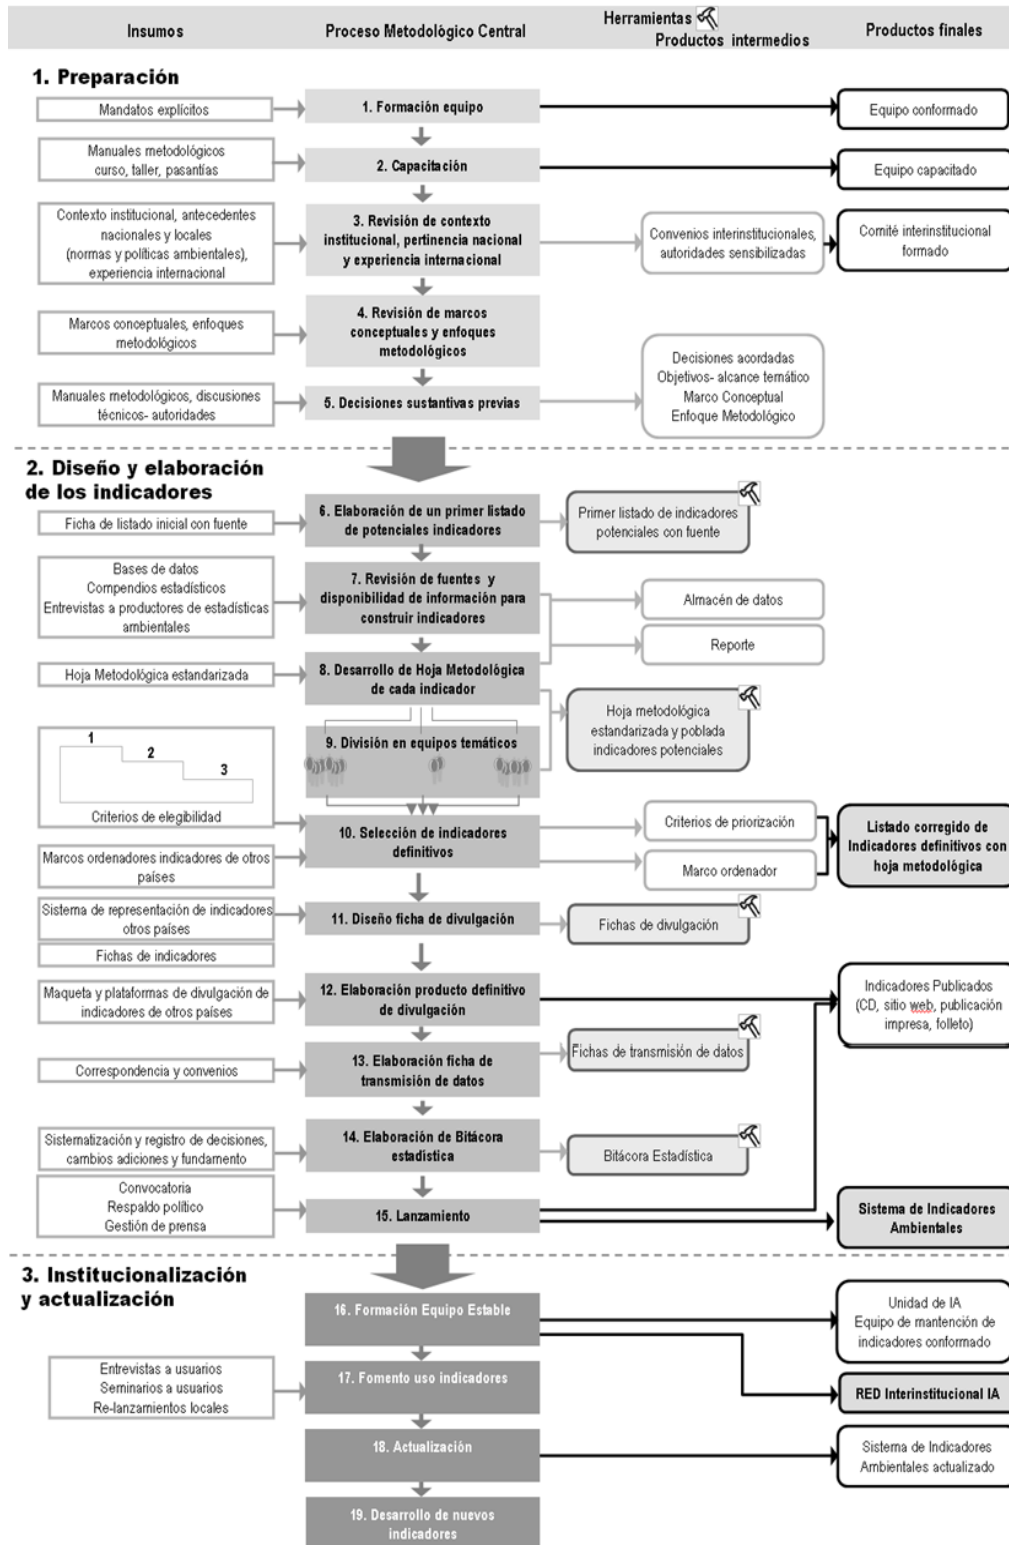 Insumos
Proceso Metodológico Central
Herramientas
Productos intermedios
Productos finales
1. Preparación
Mandatos explícitos
1. Formación equipo
Equipo conformado
Manuales metodológicos
curso, taller, pasantías
2. Capacitación
Equipo capacitado
Contexto institucional, antecedentes
nacionales y locales
(normas y políticas ambientales),
experiencia internacional
3. Revisión de contexto
institucional, pertinencia nacional
y experiencia internacional
Convenios interinstitucionales,
autoridades sensibilizadas
Comité interinstitucional
formado
Marcos conceptuales, enfoques
metodológicos
4. Revisión de marcos
conceptuales y enfoques
metodológicos
Manuales metodológicos, discusiones
técnicos- autoridades
5. Decisiones sustantivas previas
Decisiones acordadas
Objetivos- alcance temático
Marco Conceptual
Enfoque Metodológico
2. Diseño y elaboración
de los indicadores
Ficha de listado inicial con fuente
6. Elaboración de un primer listado
de potenciales indicadores
Primer listado de indicadores
potenciales con fuente
Bases de datos
Compendios estadísticos
Entrevistas a productores de estadísticas
ambientales
7. Revisión de fuentes y
disponibilidad de información para
construir indicadores
Almacén de datos
Reporte
Hoja Metodológica estandarizada
8. Desarrollo de Hoja Metodológica
de cada indicador
Hoja metodológica
estandarizada y poblada
indicadores potenciales
1
2
3
Criterios de elegibilidad
9. División en equipos temáticos
10. Selección de indicadores
definitivos
Criterios de priorización
Marco ordenador
Listado corregido de
Indicadores definitivos con
hoja metodológica
Marcos ordenadores indicadores de otros
países
Sistema de representación de indicadores
otros países
11. Diseño ficha de divulgación
Fichas de divulgación
Fichas de indicadores
Maqueta y plataformas de divulgación de
indicadores de otros países
12. Elaboración producto definitivo
de divulgación
Indicadores Publicados
(CD, sitio web, publicación
impresa, folleto)
Correspondencia y convenios
13. Elaboración ficha de
transmisión de datos
Fichas de transmisión de datos
Sistematización y registro de decisiones,
cambios adiciones y fundamento
14. Elaboración de Bitácora
estadística
Bitácora Estadística
Convocatoria
Respaldo político
Gestión de prensa
15. Lanzamiento
Sistema de Indicadores
Ambientales
3. Institucionalización
y actualización
16. Formación Equipo Estable
Unidad de IA
Equipo de mantención de
indicadores conformado
Entrevistas a usuarios
Seminarios a usuarios
Re-lanzamientos locales
17. Fomento uso indicadores
RED Interinstitucional IA
18. Actualización
Sistema de Indicadores
Ambientales actualizado
19. Desarrollo de nuevos
indicadores